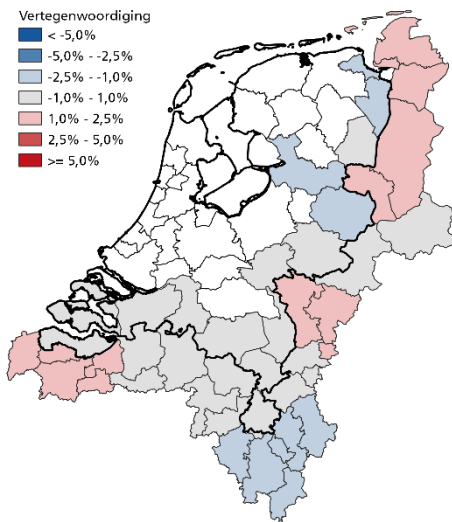 Vertegenwoordiging
< -5,0%
-5,0% - -2,5%
-2,5% - -1,0%
-1,0% - 1,0%
1,0% - 2,5%
2,5% - 5,0%
>= 5,0%